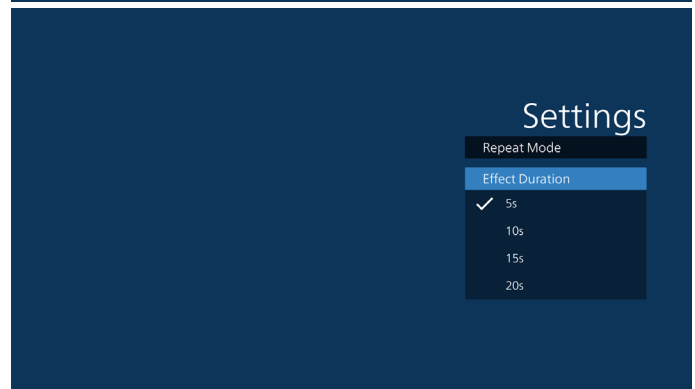 Settings
Repeat Mode
Effect Duration
5s
10s
15s
20s